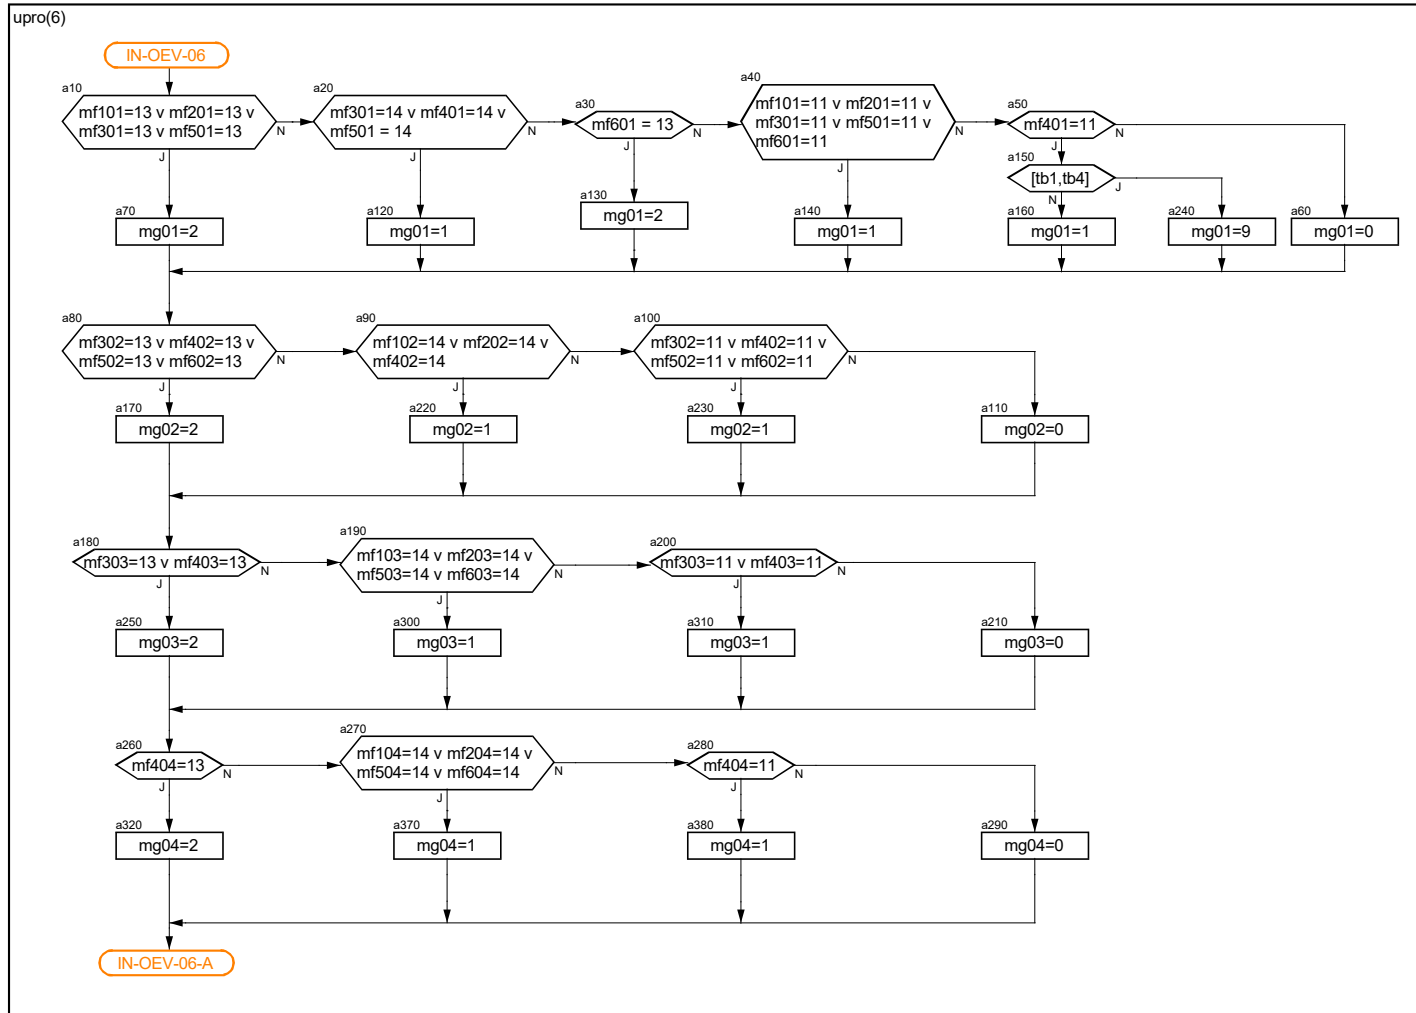 upro(6)
IN-OEV-06
a10
mf101=13 v mf201=13 v
mf301=13 v mf501=13
N
J
a20
mf301=14 v mf401=14 v
mf501 = 14
N
J
a30
mf601 = 13
N
J
a40
mf101=11 v mf201=11 v
mf301=11 v mf501=11 v
mf601=11
N
J
a50
mf401=11
N
J
a150
[tb1,tb4]
J
N
a70
mg01=2
a120
mg01=1
a130
mg01=2
a140
mg01=1
a160
mg01=1
a240
mg01=9
a60
mg01=0
a80
mf302=13 v mf402=13 v
mf502=13 v mf602=13
N
J
a90
mf102=14 v mf202=14 v
mf402=14
N
J
a100
mf302=11 v mf402=11 v
mf502=11 v mf602=11
N
J
a170
mg02=2
a220
mg02=1
a230
mg02=1
a110
mg02=0
a180
mf303=13 v mf403=13
N
J
a190
mf103=14 v mf203=14 v
mf503=14 v mf603=14
N
J
a200
mf303=11 v mf403=11
N
J
a250
mg03=2
a300
mg03=1
a310
mg03=1
a210
mg03=0
a260
mf404=13
N
J
a270
mf104=14 v mf204=14 v
mf504=14 v mf604=14
N
J
a280
mf404=11
N
J
a320
mg04=2
a370
mg04=1
a380
mg04=1
a290
mg04=0
IN-OEV-06-A